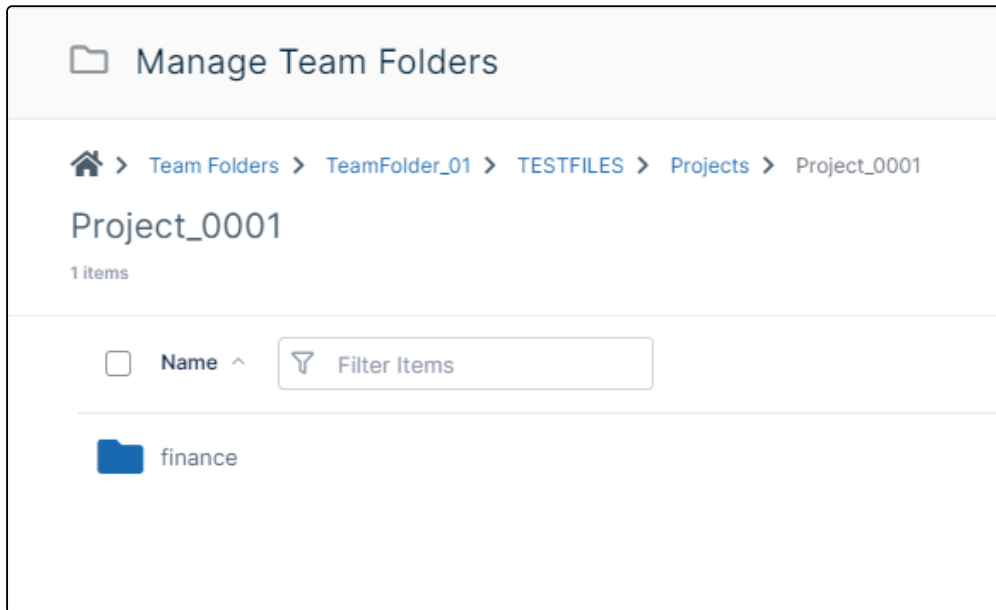 Manage Team Folders
Team Folders > TeamFolder_01 > TESTFILES > Projects > Project_0001
Project_0001
1 items
Name Filter Items
finance